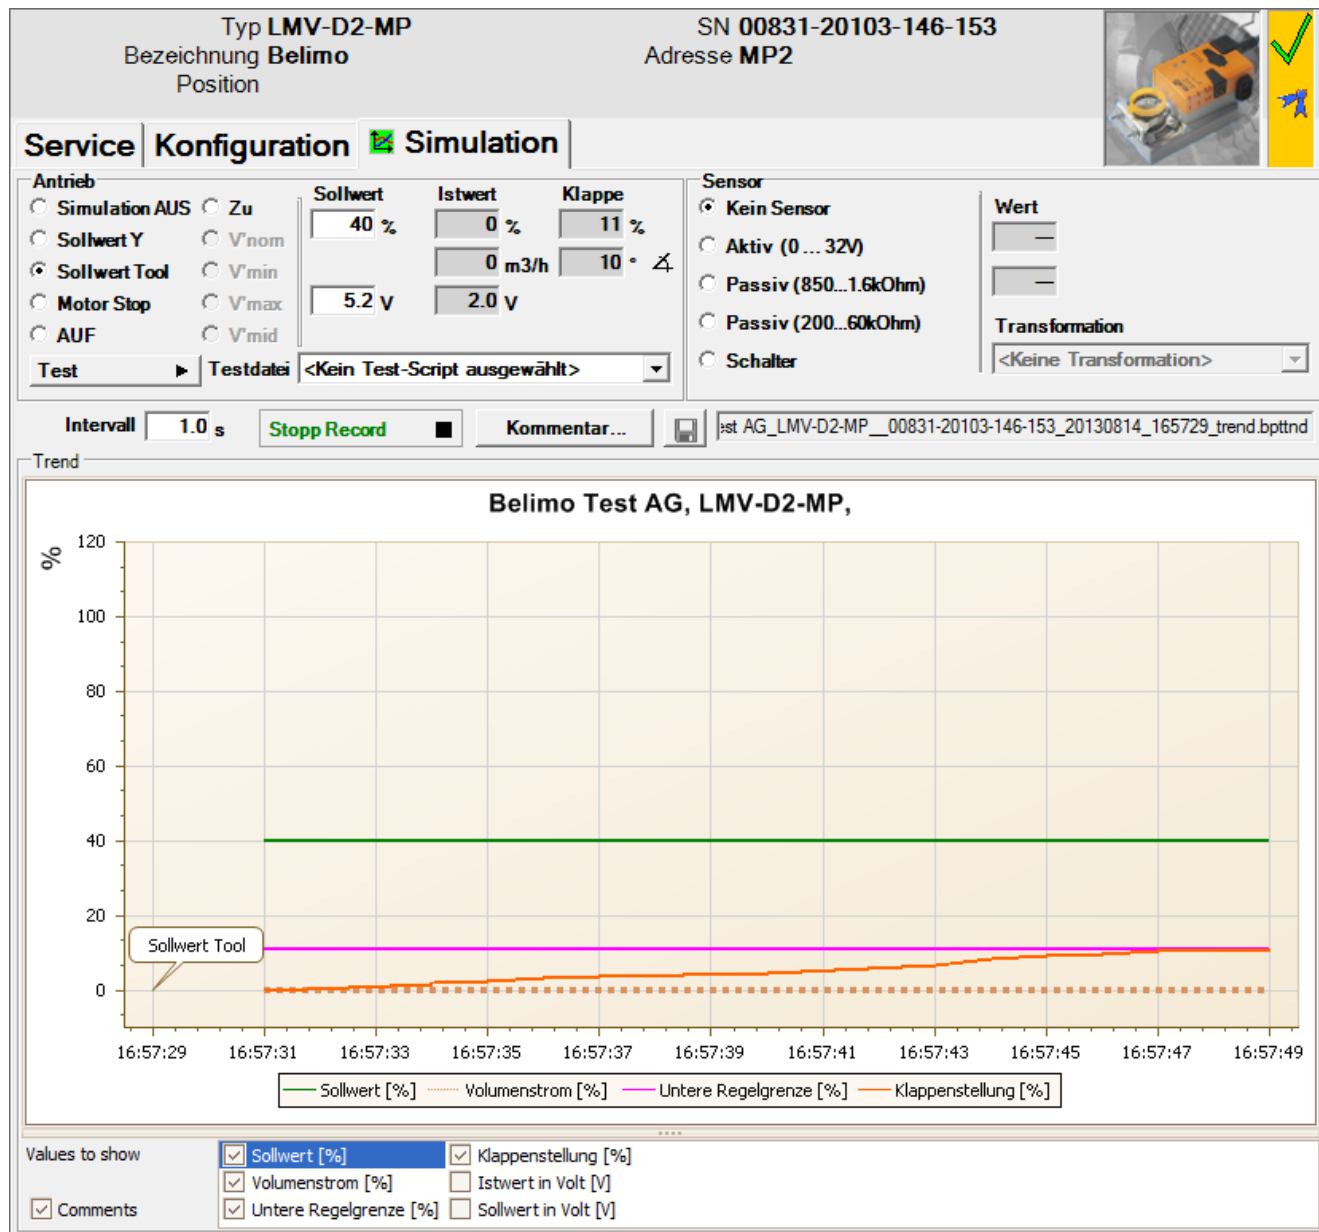 Typ LMV-D2-MP SN 00831-20103-146-153
Bezeichnung Belimo Adresse MP2
Position
Service Konfiguration Simulation
Antrieb
Simulation AUS Zu
Sollwert Y V'nom
Sollwert Tool V'min
Motor Stop V'max
AUF V'mid
Sollwert Istwert Klappe
40 % 0 % 11 %
0 m3/h 10 °
5.2 V 2.0 V
Test Testdatei <Kein Test-Script ausgewählt>
Sensor
Kein Sensor
Aktiv (0 ... 32V)
Passiv (850...1.6kOhm)
Passiv (200...60kOhm)
Schalter
Wert
—
—
Transformation
<Keine Transformation>
Intervall 1.0 s Stopp Record Kommentar... est AG_LMV-D2-MP__00831-20103-146-153_20130814_165729_trend.bpttnd
Trend
Belimo Test AG, LMV-D2-MP,
%
120
100
80
60
40
20
0
Sollwert Tool
16:57:29 16:57:31 16:57:33 16:57:35 16:57:37 16:57:39 16:57:41 16:57:43 16:57:45 16:57:47 16:57:49
Sollwert [%] Volumenstrom [%] Untere Regelgrenze [%] Klappenstellung [%]
Values to show Sollwert [%] Klappenstellung [%]
Volumenstrom [%] Istwert in Volt [V]
Comments Untere Regelgrenze [%] Sollwert in Volt [V]